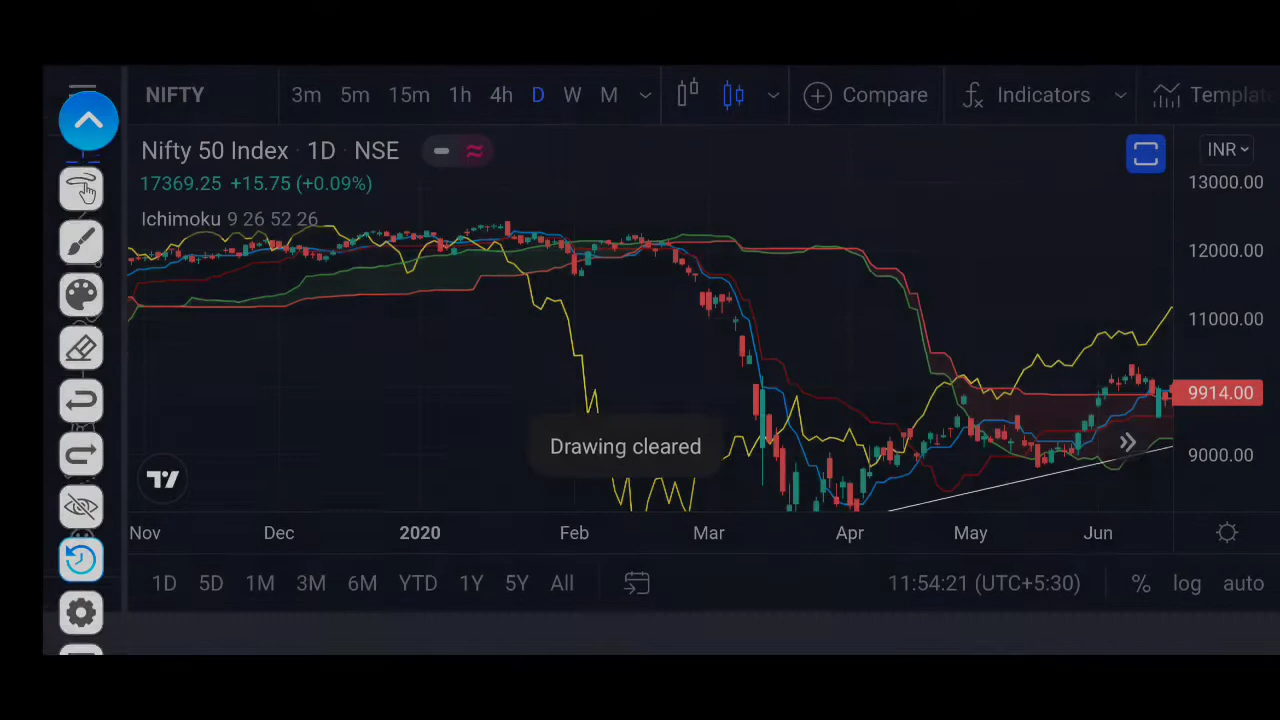 NIFTY 3m 5m 15m 1h 4h D W M Compare Indicators Templat
Nifty 50 Index · 1D · NSE INR
17369.25 +15.75 (+0.09%) 13000.00
Ichimoku 9 26 52 26
12000.00
11000.00
9914.00
Drawing cleared
9000.00
Nov Dec 2020 Feb Mar Apr May Jun
1D 5D 1M 3M 6M YTD 1Y 5Y All 11:54:21 (UTC+5:30) % log auto